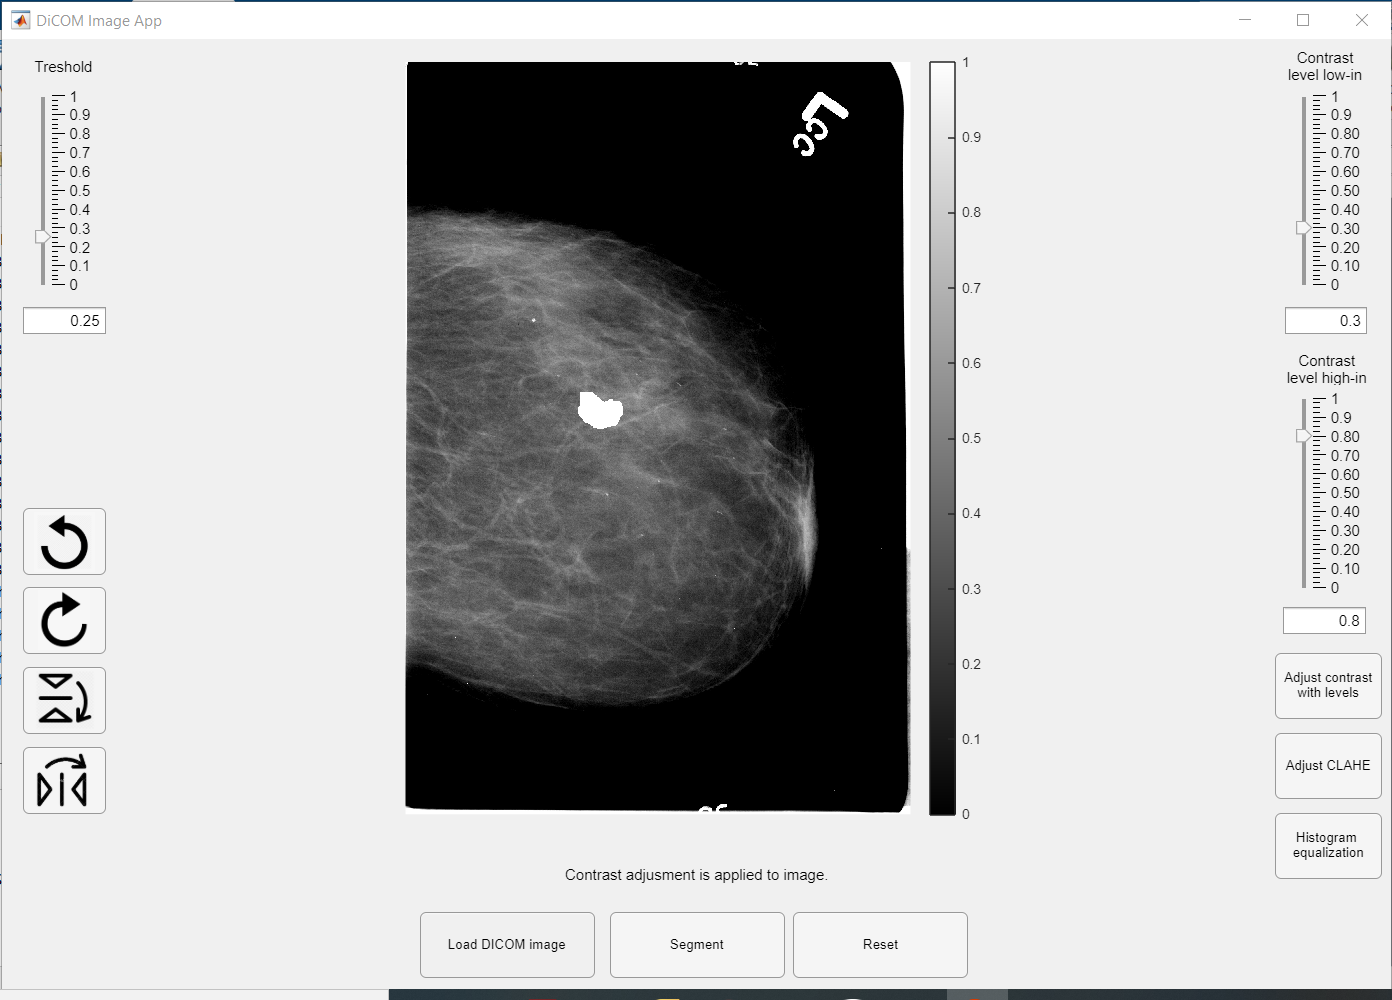 DiCOM Image App
Treshold
1
0.9
0.8
0.7
0.6
0.5
0.4
0.3
0.2
0.1
0
0.25
LCC
1
0.9
0.8
0.7
0.6
0.5
0.4
0.3
0.2
0.1
0
Contrast
level low-in
1
0.9
0.80
0.70
0.60
0.50
0.40
0.30
0.20
0.10
0
0.3
Contrast
level high-in
1
0.9
0.80
0.70
0.60
0.50
0.40
0.30
0.20
0.10
0
0.8
Adjust contrast
with levels
Adjust CLAHE
Histogram
equalization
Contrast adjusment is applied to image.
Load DICOM image
Segment
Reset